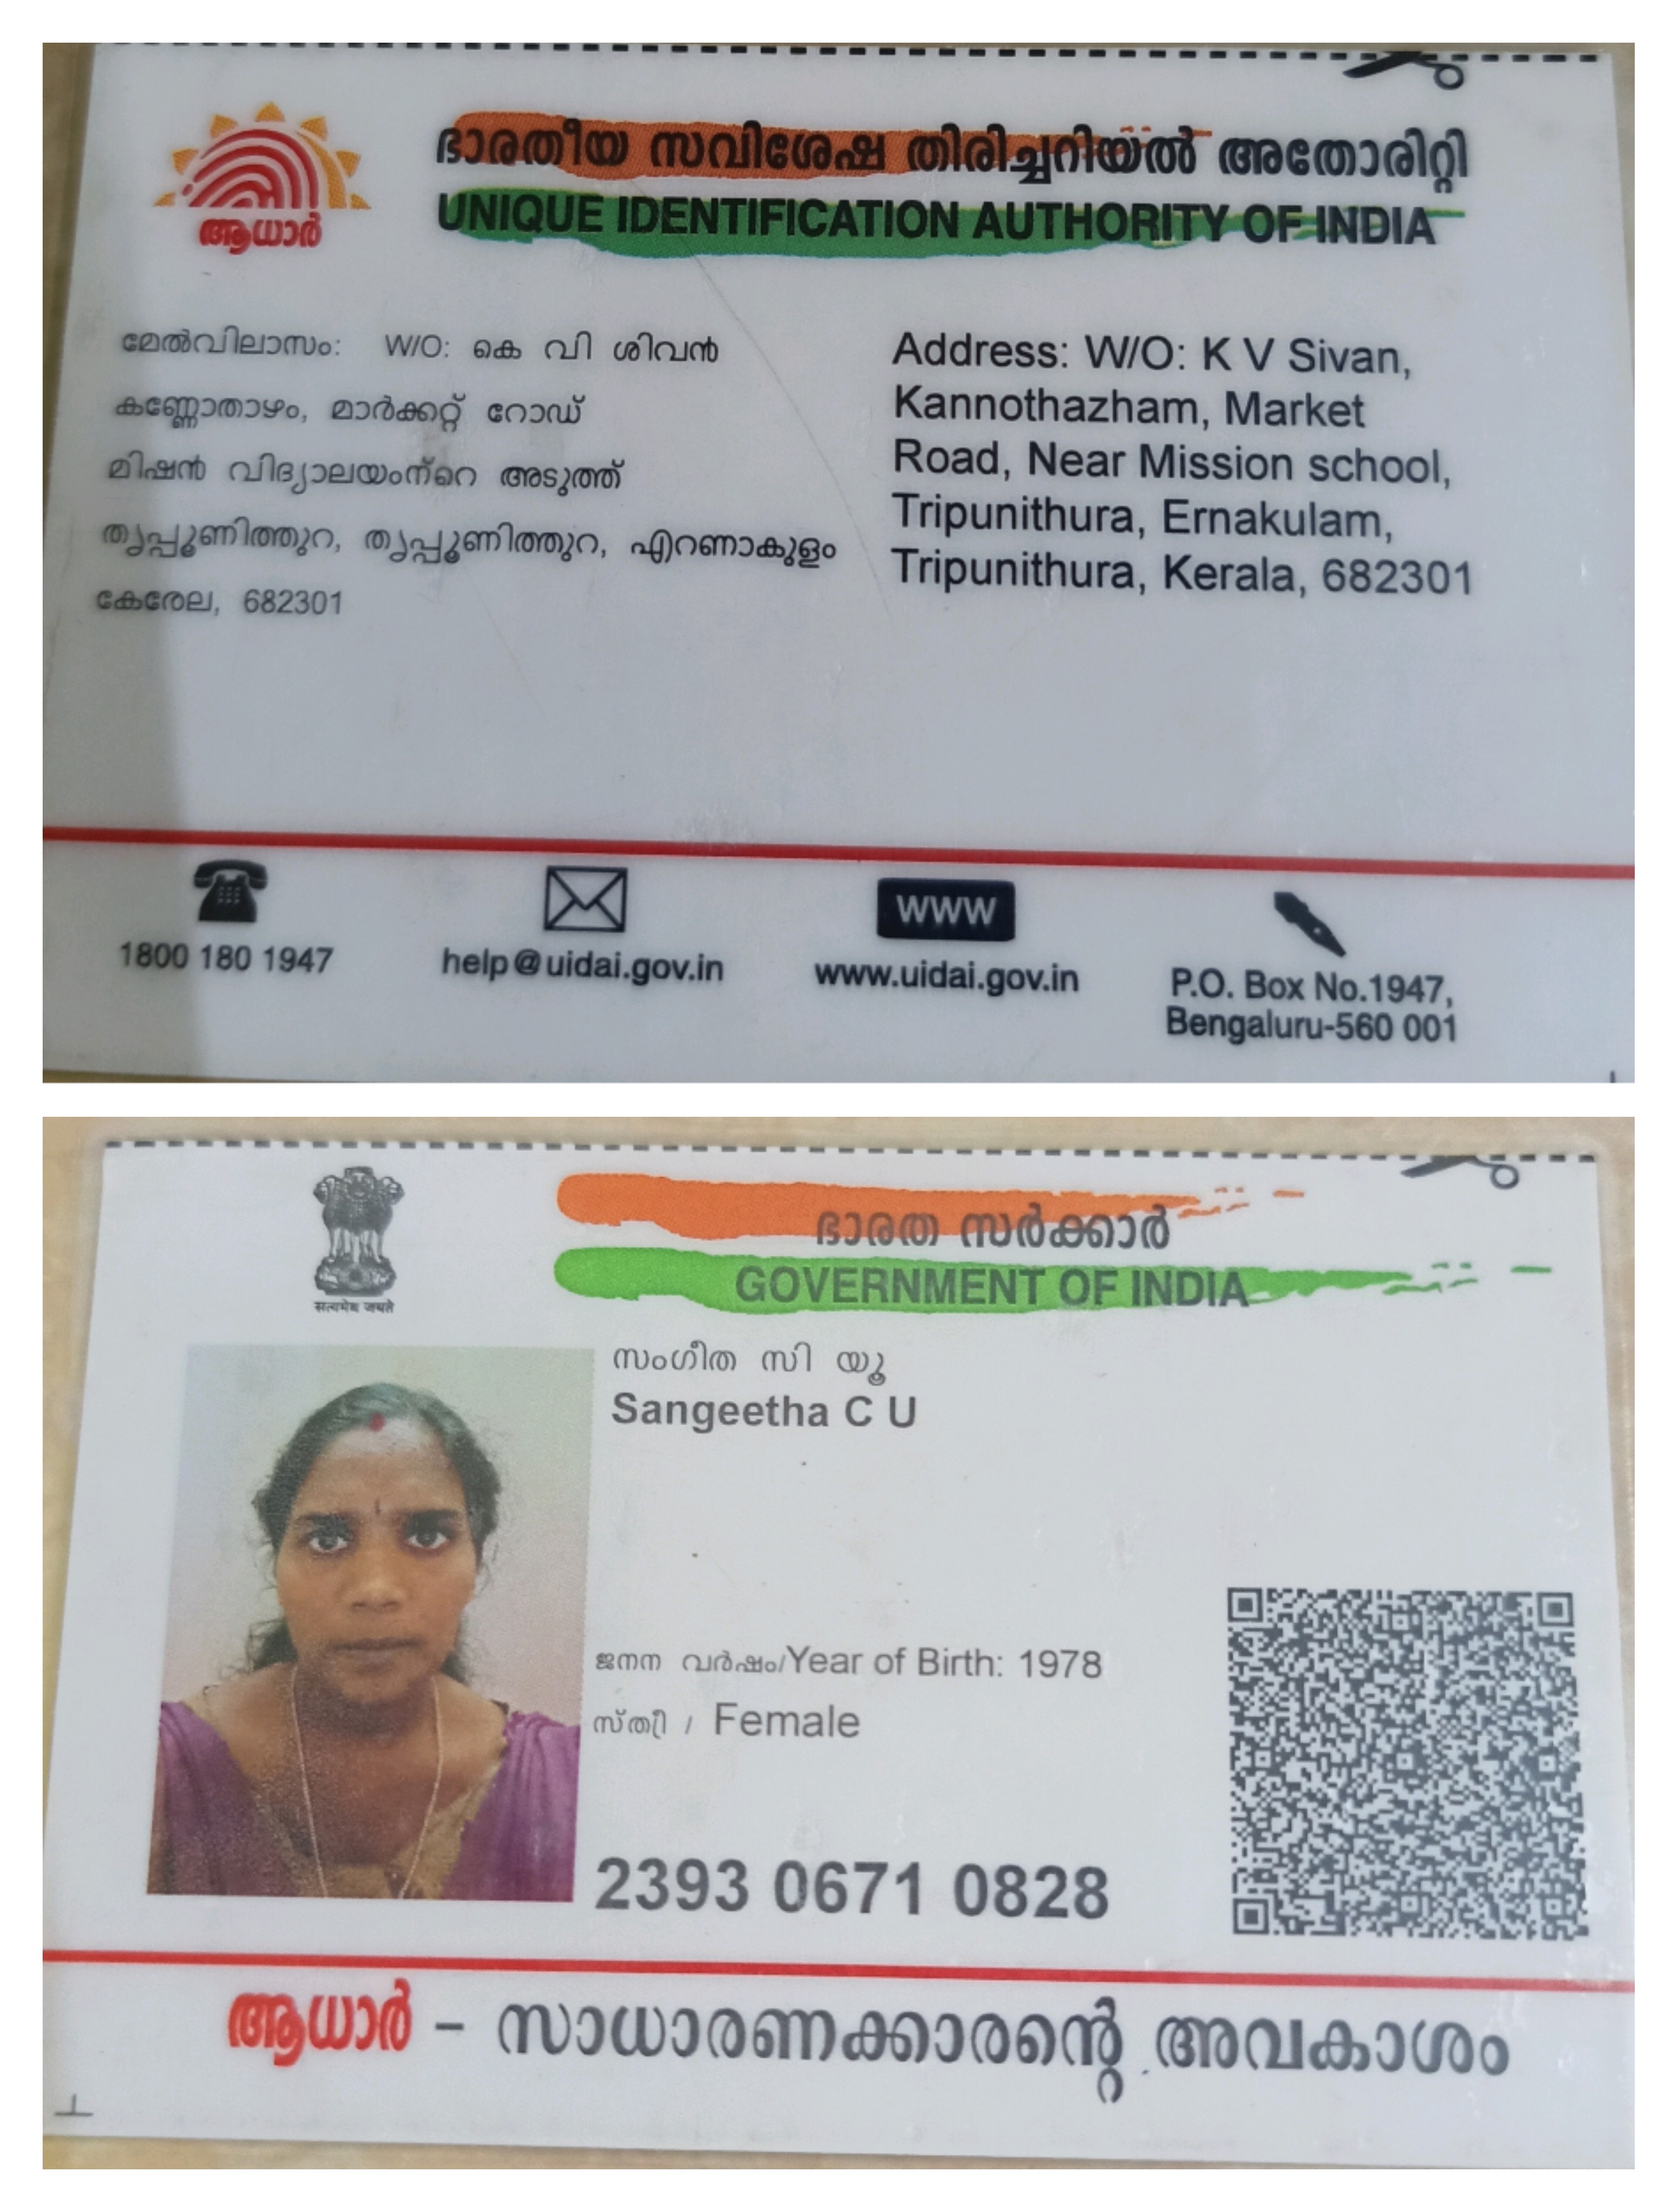 ഭാരതീയ സവിശേഷ തിരിച്ചറിയൽ അതോരിറ്റി
UNIQUE IDENTIFICATION AUTHORITY OF INDIA
ആധാർ
മേൽവിലാസം: W/O: കെ വി ശിവൻ
കണ്ണോതാഴം, മാർക്കറ്റ് റോഡ്
മിഷൻ വിദ്യാലയംന്റെ അടുത്ത്
തൃപ്പൂണിത്തുറ, തൃപ്പൂണിത്തുറ, എറണാകുളം
കേരേല, 682301
Address: W/O: K V Sivan,
Kannothazham, Market
Road, Near Mission school,
Tripunithura, Ernakulam,
Tripunithura, Kerala, 682301
1800 180 1947
help@uidai.gov.in
WWW
www.uidai.gov.in
P.O. Box No.1947,
Bengaluru-560 001
सत्यमेव जयते
ഭാരത സർക്കാർ
GOVERNMENT OF INDIA
സംഗീത സി യൂ
Sangeetha C U
ജനന വർഷം/Year of Birth: 1978
സ്ത്രീ / Female
2393 0671 0828
ആധാർ - സാധാരണക്കാരന്റെ അവകാശം